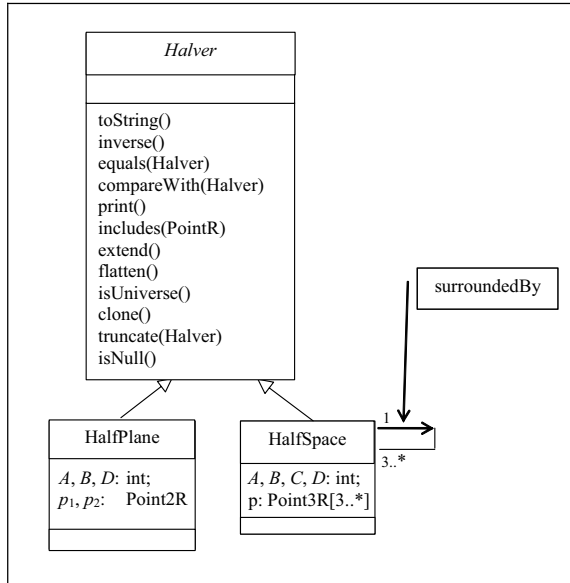 Halver
toString()
inverse()
equals(Halver)
compareWith(Halver)
print()
includes(PointR)
extend()
flatten()
isUniverse()
clone()
truncate(Halver)
isNull()
surroundedBy
HalfPlane
A, B, D: int;
p₁, p₂: Point2R
HalfSpace
A, B, C, D: int;
p: Point3R[3..*]
1
3..*